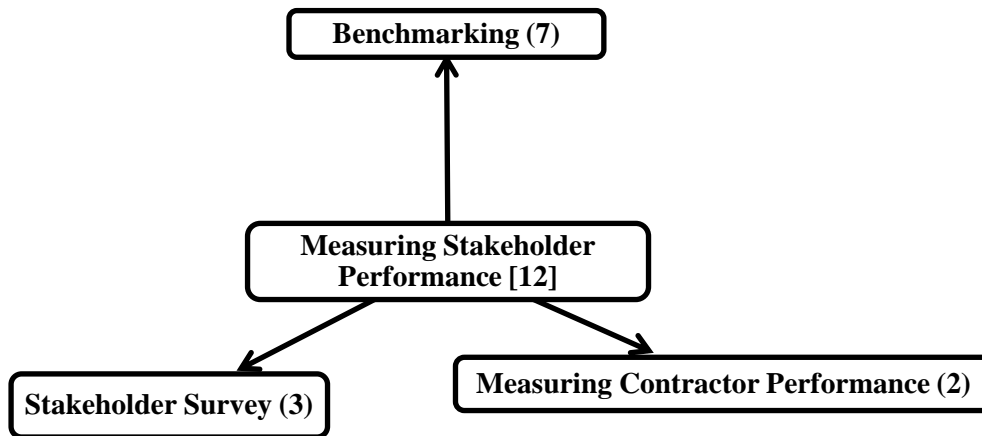 Benchmarking (7)
Measuring Stakeholder
Performance [12]
Stakeholder Survey (3)
Measuring Contractor Performance (2)